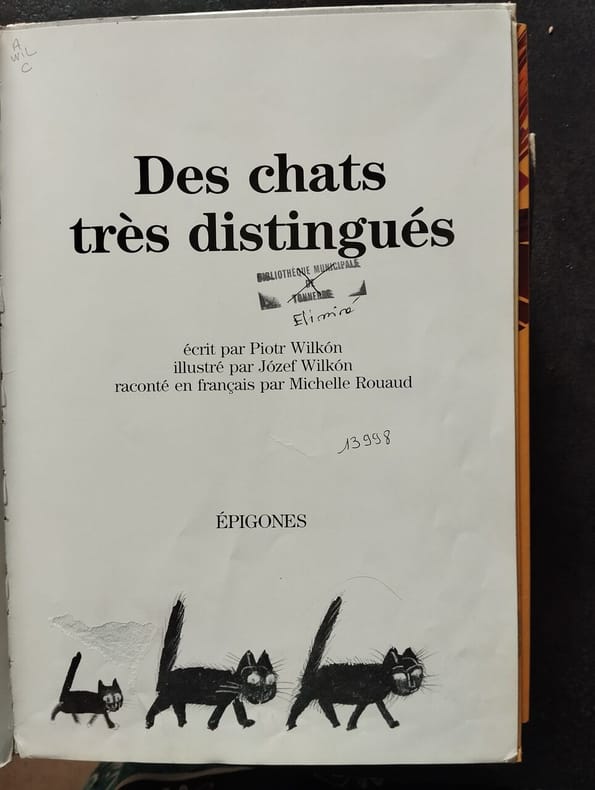 A
WIL
C
Des chats
très distingués
BIBLIOTHÈQUE MUNICIPALE
DE
TONNERRE
Eliminé
écrit par Piotr Wilkón
illustré par Józef Wilkón
raconté en français par Michelle Rouaud
13998
ÉPIGONES